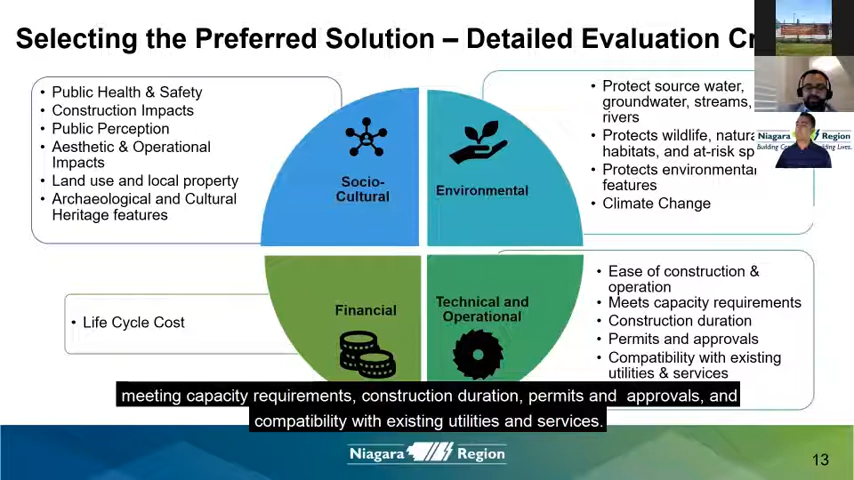 Selecting the Preferred Solution – Detailed Evaluation Cr
• Public Health & Safety
• Construction Impacts
• Public Perception
• Aesthetic & Operational
Impacts
• Land use and local property
• Archaeological and Cultural
Heritage features
Socio-
Cultural
Environmental
• Protect source water,
groundwater, streams,
rivers
• Protects wildlife, natura
habitats, and at-risk sp
• Protects environmental
features
• Climate Change
Niagara Region
• Life Cycle Cost
Financial
Technical and
Operational
• Ease of construction &
operation
• Meets capacity requirements
• Construction duration
• Permits and approvals
• Compatibility with existing
utilities & services
meeting capacity requirements, construction duration, permits and approvals, and
compatibility with existing utilities and services.
Niagara Region
13